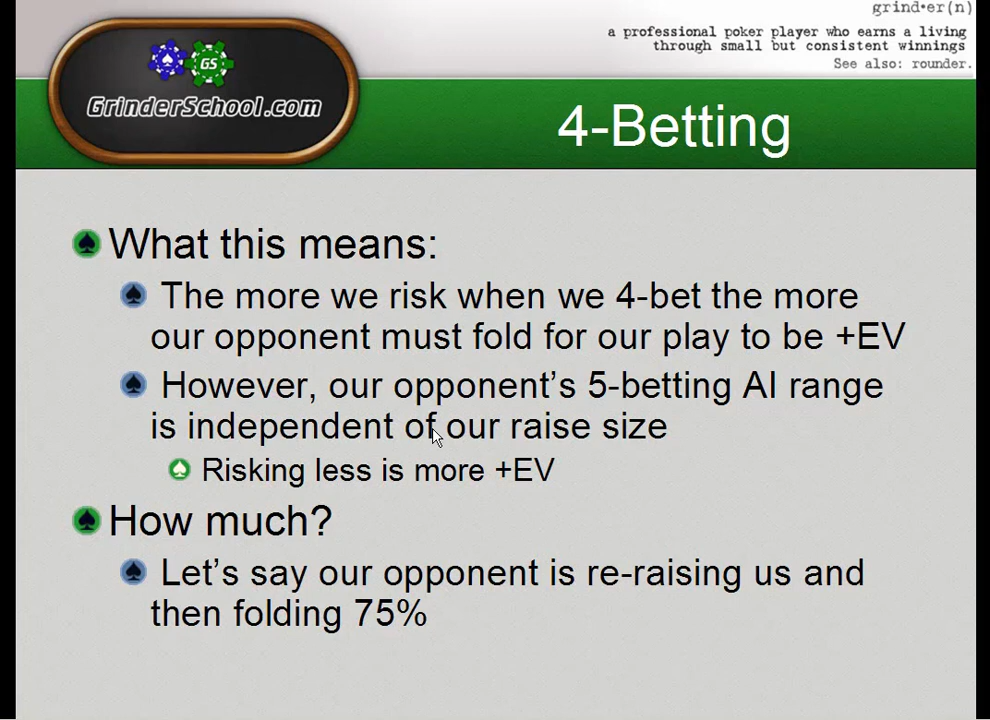 grind•er(n)
a professional poker player who earns a living
through small but consistent winnings
See also: rounder.
GS
GrinderSchool.com
4-Betting
What this means:
The more we risk when we 4-bet the more
our opponent must fold for our play to be +EV
However, our opponent's 5-betting AI range
is independent of our raise size
Risking less is more +EV
How much?
Let's say our opponent is re-raising us and
then folding 75%